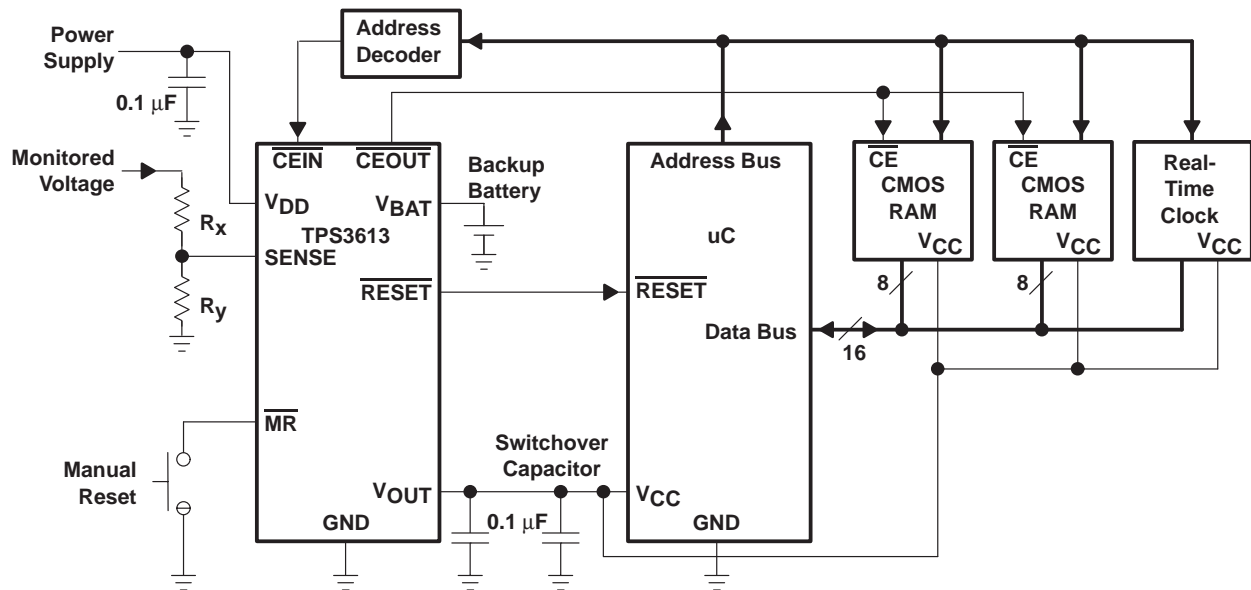 Power
Supply
0.1 μF
Address
Decoder
Monitored
Voltage
Rx
Ry
CEIN
CEOUT
VDD
VBAT
TPS3613
SENSE
RESET
MR
VOUT
GND
Backup
Battery
Manual
Reset
Switchover
Capacitor
0.1 μF
Address Bus
uC
RESET
Data Bus
VCC
GND
16
CE
CMOS
RAM
VCC
8
CE
CMOS
RAM
VCC
8
Real-
Time
Clock
VCC